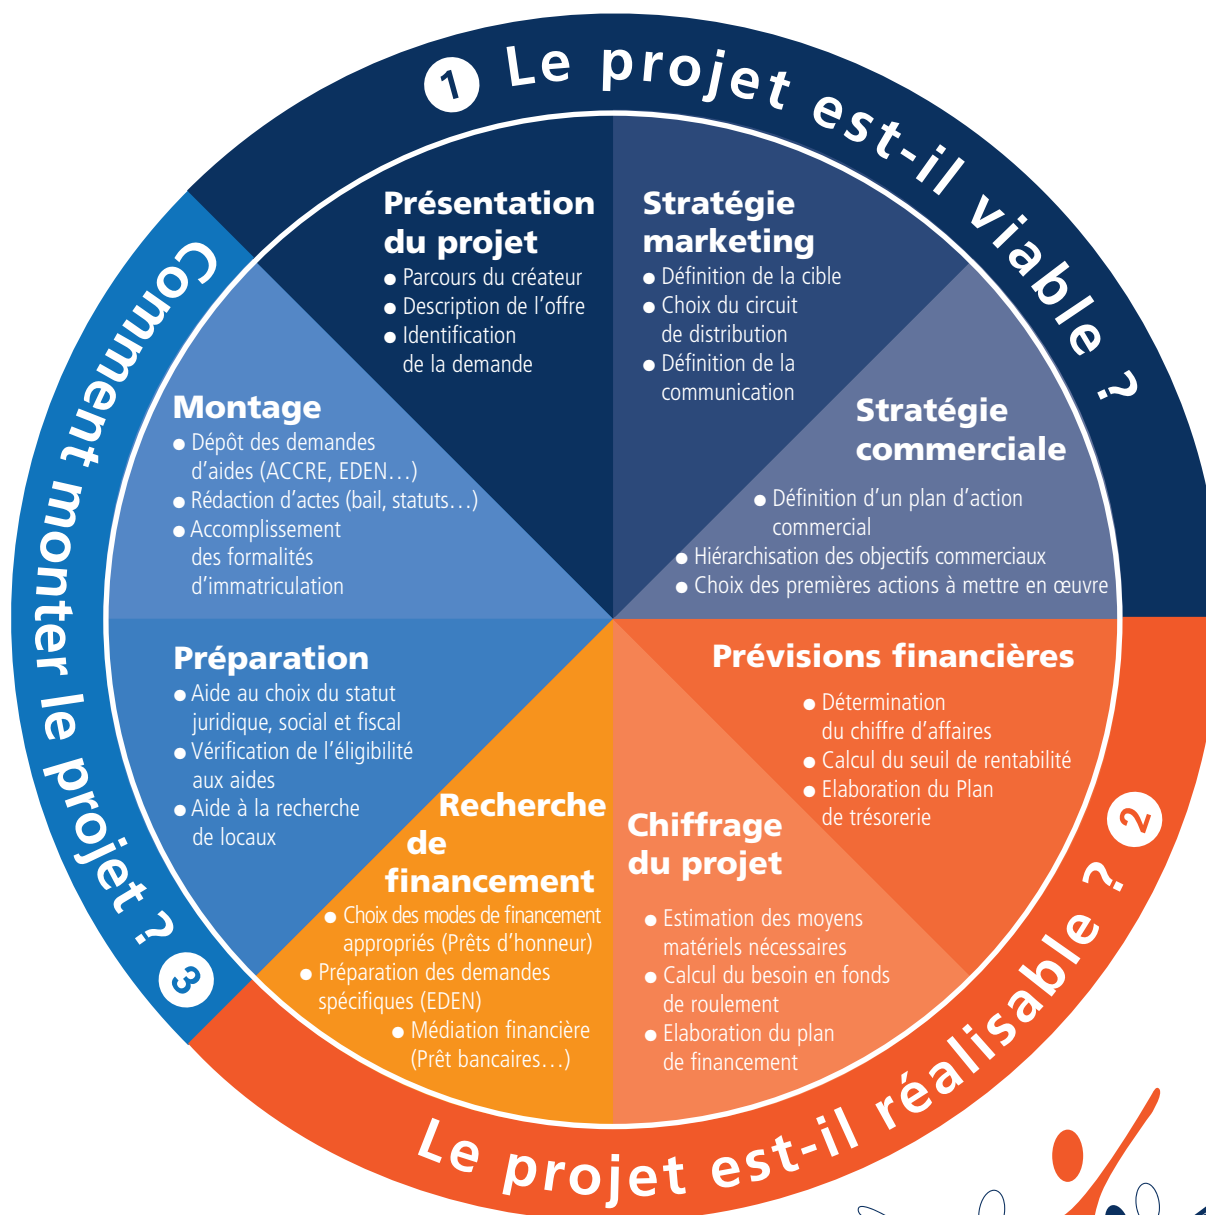 1 Le projet est-il viable ?
Présentation
du projet
● Parcours du créateur
● Description de l'offre
● Identification
de la demande
Stratégie
marketing
● Définition de la cible
● Choix du circuit
de distribution
● Définition de la
communication
Stratégie
commerciale
● Définition d'un plan d'action
commercial
● Hiérarchisation des objectifs commerciaux
● Choix des premières actions à mettre en œuvre
2 Le projet est-il réalisable ?
Prévisions financières
● Détermination
du chiffre d'affaires
● Calcul du seuil de rentabilité
● Elaboration du Plan
de trésorerie
Chiffrage
du projet
● Estimation des moyens
matériels nécessaires
● Calcul du besoin en fonds
de roulement
● Elaboration du plan
de financement
Recherche
de
financement
● Choix des modes de financement
appropriés (Prêts d'honneur)
● Préparation des demandes
spécifiques (EDEN)
● Médiation financière
(Prêt bancaires…)
3 Comment monter le projet ?
Préparation
● Aide au choix du statut
juridique, social et fiscal
● Vérification de l'éligibilité
aux aides
● Aide à la recherche
de locaux
Montage
● Dépôt des demandes
d'aides (ACCRE, EDEN…)
● Rédaction d'actes (bail, statuts…)
● Accomplissement
des formalités
d'immatriculation